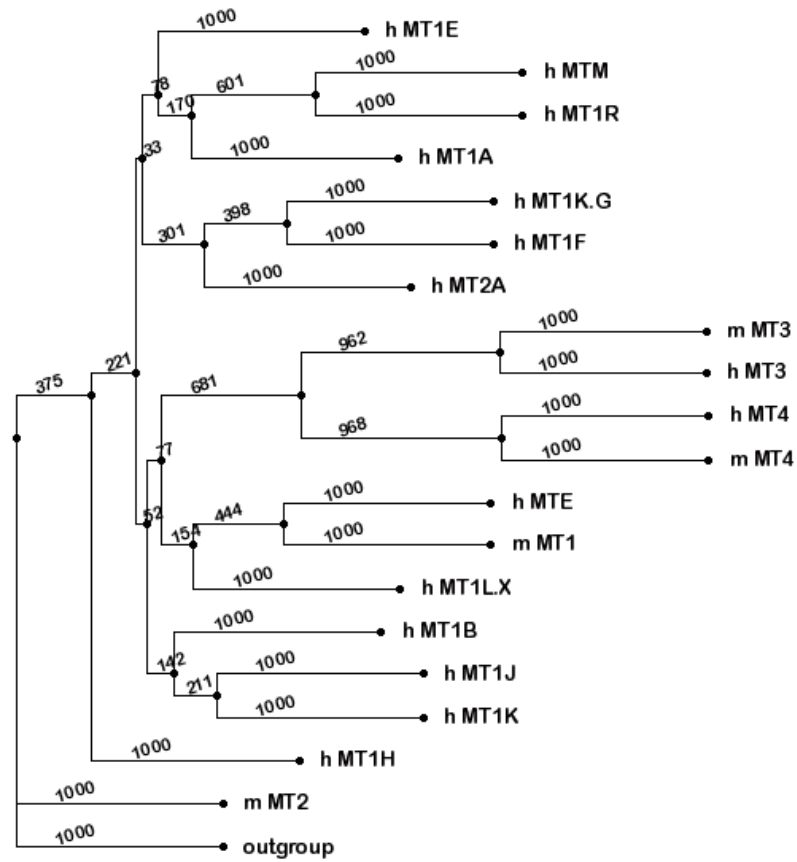 1000
h MT1E
78
601
1000
h MTM
170
1000
h MT1R
33
1000
h MT1A
1000
h MT1K.G
398
301
1000
h MT1F
1000
h MT2A
1000
m MT3
962
221
1000
h MT3
375
681
1000
h MT4
968
77
1000
m MT4
1000
h MTE
52
444
154
1000
m MT1
1000
h MT1L.X
1000
h MT1B
142
1000
h MT1J
211
1000
h MT1K
1000
h MT1H
1000
m MT2
1000
outgroup